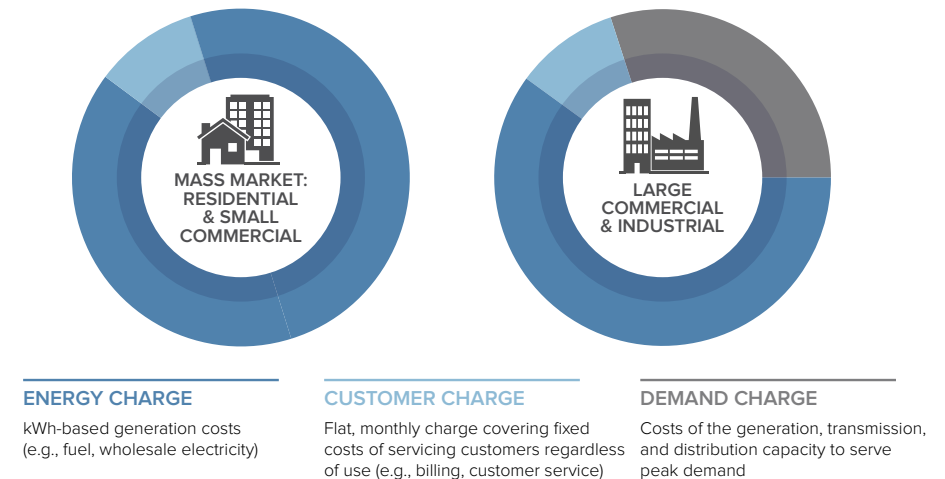 MASS MARKET:
RESIDENTIAL
& SMALL
COMMERCIAL
LARGE
COMMERCIAL
& INDUSTRIAL
ENERGY CHARGE
kWh-based generation costs
(e.g., fuel, wholesale electricity)
CUSTOMER CHARGE
Flat, monthly charge covering fixed
costs of servicing customers regardless
of use (e.g., billing, customer service)
DEMAND CHARGE
Costs of the generation, transmission,
and distribution capacity to serve
peak demand